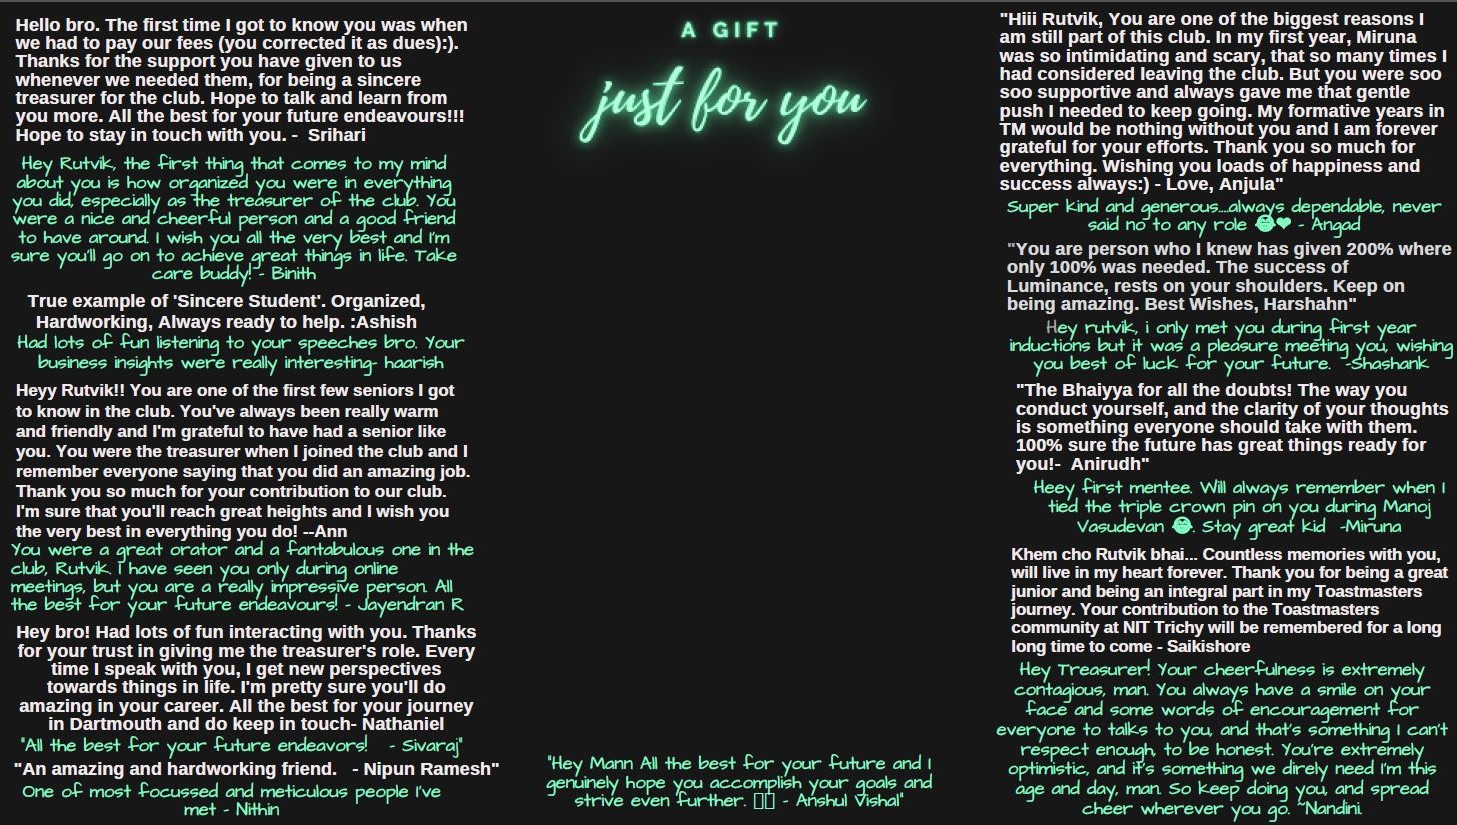 Hello bro. The first time I got to know you was when
we had to pay our fees (you corrected it as dues):).
Thanks for the support you have given to us
whenever we needed them, for being a sincere
treasurer for the club. Hope to talk and learn from
you more. All the best for your future endeavours!!!
Hope to stay in touch with you. - Srihari
Hey Rutvik, the first thing that comes to my mind
about you is how organized you were in everything
you did, especially as the treasurer of the club. You
were a nice and cheerful person and a good friend
to have around. I wish you all the very best and I'm
sure you'll go on to achieve great things in life. Take
care buddy! - Binith
True example of 'Sincere Student'. Organized,
Hardworking, Always ready to help. :Ashish
Had lots of fun listening to your speeches bro. Your
business insights were really interesting- haarish
Heyy Rutvik!! You are one of the first few seniors I got
to know in the club. You've always been really warm
and friendly and I'm grateful to have had a senior like
you. You were the treasurer when I joined the club and I
remember everyone saying that you did an amazing job.
Thank you so much for your contribution to our club.
I'm sure that you'll reach great heights and I wish you
the very best in everything you do! --Ann
You were a great orator and a fantabulous one in the
club, Rutvik. I have seen you only during online
meetings, but you are a really impressive person. All
the best for your future endeavours! - Jayendran R
Hey bro! Had lots of fun interacting with you. Thanks
for your trust in giving me the treasurer's role. Every
time I speak with you, I get new perspectives
towards things in life. I'm pretty sure you'll do
amazing in your career. All the best for your journey
in Dartmouth and do keep in touch- Nathaniel
"All the best for your future endeavors! - Sivaraj"
"An amazing and hardworking friend. - Nipun Ramesh"
One of most focussed and meticulous people I've
met - Nithin
A GIFT
just for you
"Hey Mann All the best for your future and I
genuinely hope you accomplish your goals and
strive even further. - Anshul Vishal"
"Hiii Rutvik, You are one of the biggest reasons I
am still part of this club. In my first year, Miruna
was so intimidating and scary, that so many times I
had considered leaving the club. But you were soo
soo supportive and always gave me that gentle
push I needed to keep going. My formative years in
TM would be nothing without you and I am forever
grateful for your efforts. Thank you so much for
everything. Wishing you loads of happiness and
success always:) - Love, Anjula"
Super kind and generous....always dependable, never
said no to any role 😂❤ - Angad
"You are person who I knew has given 200% where
only 100% was needed. The success of
Luminance, rests on your shoulders. Keep on
being amazing. Best Wishes, Harshahn"
Hey rutvik, i only met you during first year
inductions but it was a pleasure meeting you, wishing
you best of luck for your future. -Shashank
"The Bhaiyya for all the doubts! The way you
conduct yourself, and the clarity of your thoughts
is something everyone should take with them.
100% sure the future has great things ready for
you!- Anirudh"
Heey first mentee. Will always remember when I
tied the triple crown pin on you during Manoj
Vasudevan 😂. Stay great kid -Miruna
Khem cho Rutvik bhai... Countless memories with you,
will live in my heart forever. Thank you for being a great
junior and being an integral part in my Toastmasters
journey. Your contribution to the Toastmasters
community at NIT Trichy will be remembered for a long
long time to come - Saikishore
Hey Treasurer! Your cheerfulness is extremely
contagious, man. You always have a smile on your
face and some words of encouragement for
everyone to talks to you, and that's something I can't
respect enough, to be honest. You're extremely
optimistic, and it's something we direly need I'm this
age and day, man. So keep doing you, and spread
cheer wherever you go. ~Nandini.